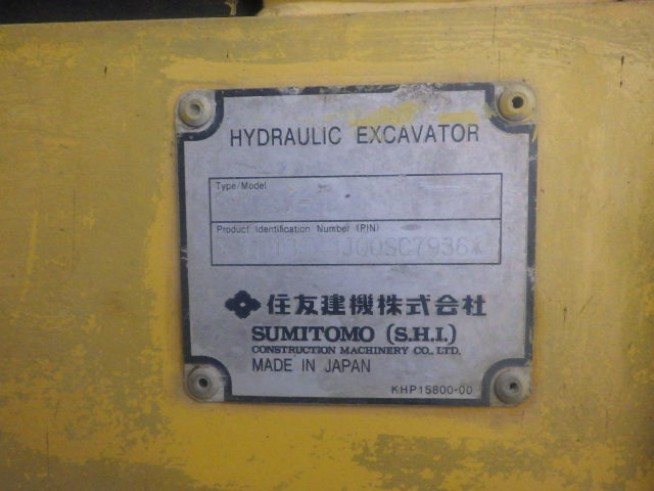 HYDRAULIC EXCAVATOR
Type/Model
Product Identification Number (PIN)
住友建機株式会社
SUMITOMO (S.H.I.)
CONSTRUCTION MACHINERY CO., LTD.
MADE IN JAPAN
KHP15800-00